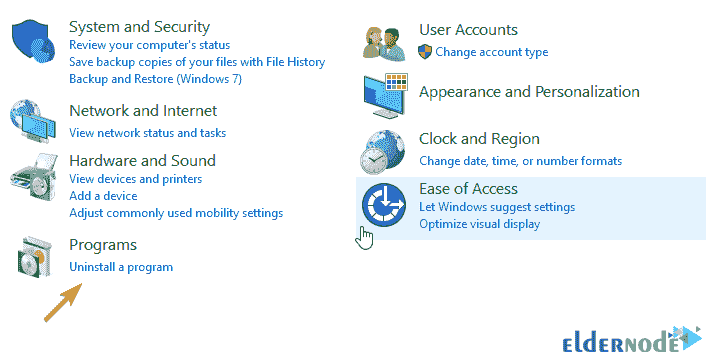 System and Security
Review your computer's status
Save backup copies of your files with File History
Backup and Restore (Windows 7)
Network and Internet
View network status and tasks
Hardware and Sound
View devices and printers
Add a device
Adjust commonly used mobility settings
Programs
Uninstall a program
User Accounts
Change account type
Appearance and Personalization
Clock and Region
Change date, time, or number formats
Ease of Access
Let Windows suggest settings
Optimize visual display
eldernode